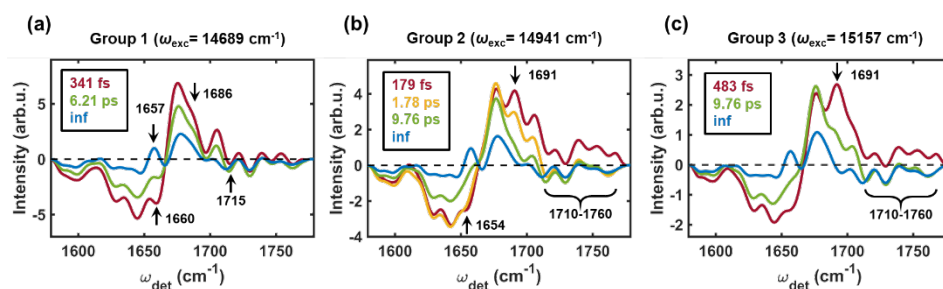 (a)
Group 1 (ωexc= 14689 cm-1)
Intensity (arb.u.)
5
0
-5
341 fs
6.21 ps
inf
1657
1686
1660
1715
1600 1650 1700 1750
ωdet (cm-1)
(b)
Group 2 (ωexc= 14941 cm-1)
Intensity (arb.u.)
6
4
2
0
-2
-4
179 fs
1.78 ps
9.76 ps
inf
1691
1654
1710-1760
1600 1650 1700 1750
ωdet (cm-1)
(c)
Group 3 (ωexc= 15157 cm-1)
Intensity (arb.u.)
3
2
1
0
-1
-2
483 fs
9.76 ps
inf
1691
1710-1760
1600 1650 1700 1750
ωdet (cm-1)